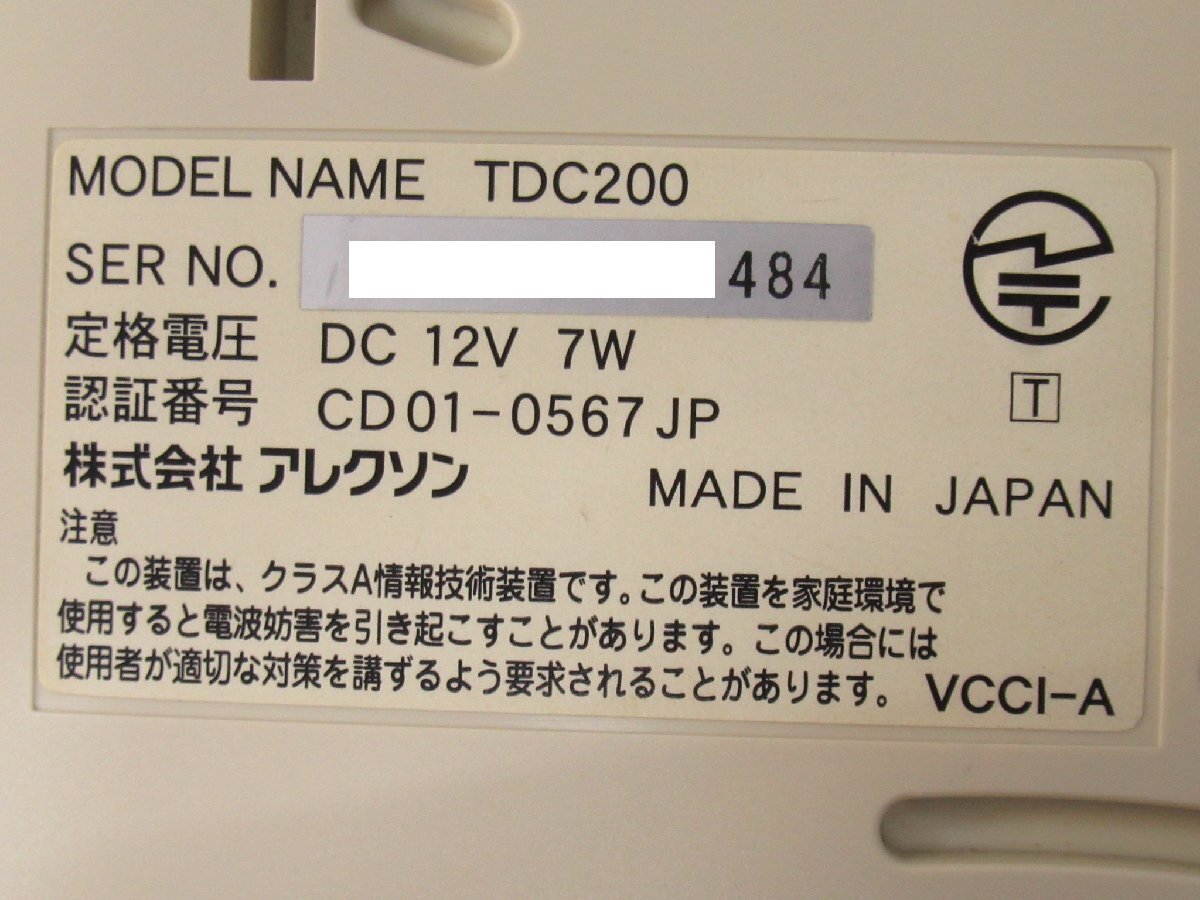 MODEL NAME TDC200
SER NO. 484
定格電圧 DC 12V 7W
認証番号 CD01-0567JP
T
株式会社 アレクソン
MADE IN JAPAN
注意
この装置は、クラスA情報技術装置です。この装置を家庭環境で
使用すると電波妨害を引き起こすことがあります。この場合には
使用者が適切な対策を講ずるよう要求されることがあります。 VCCI-A